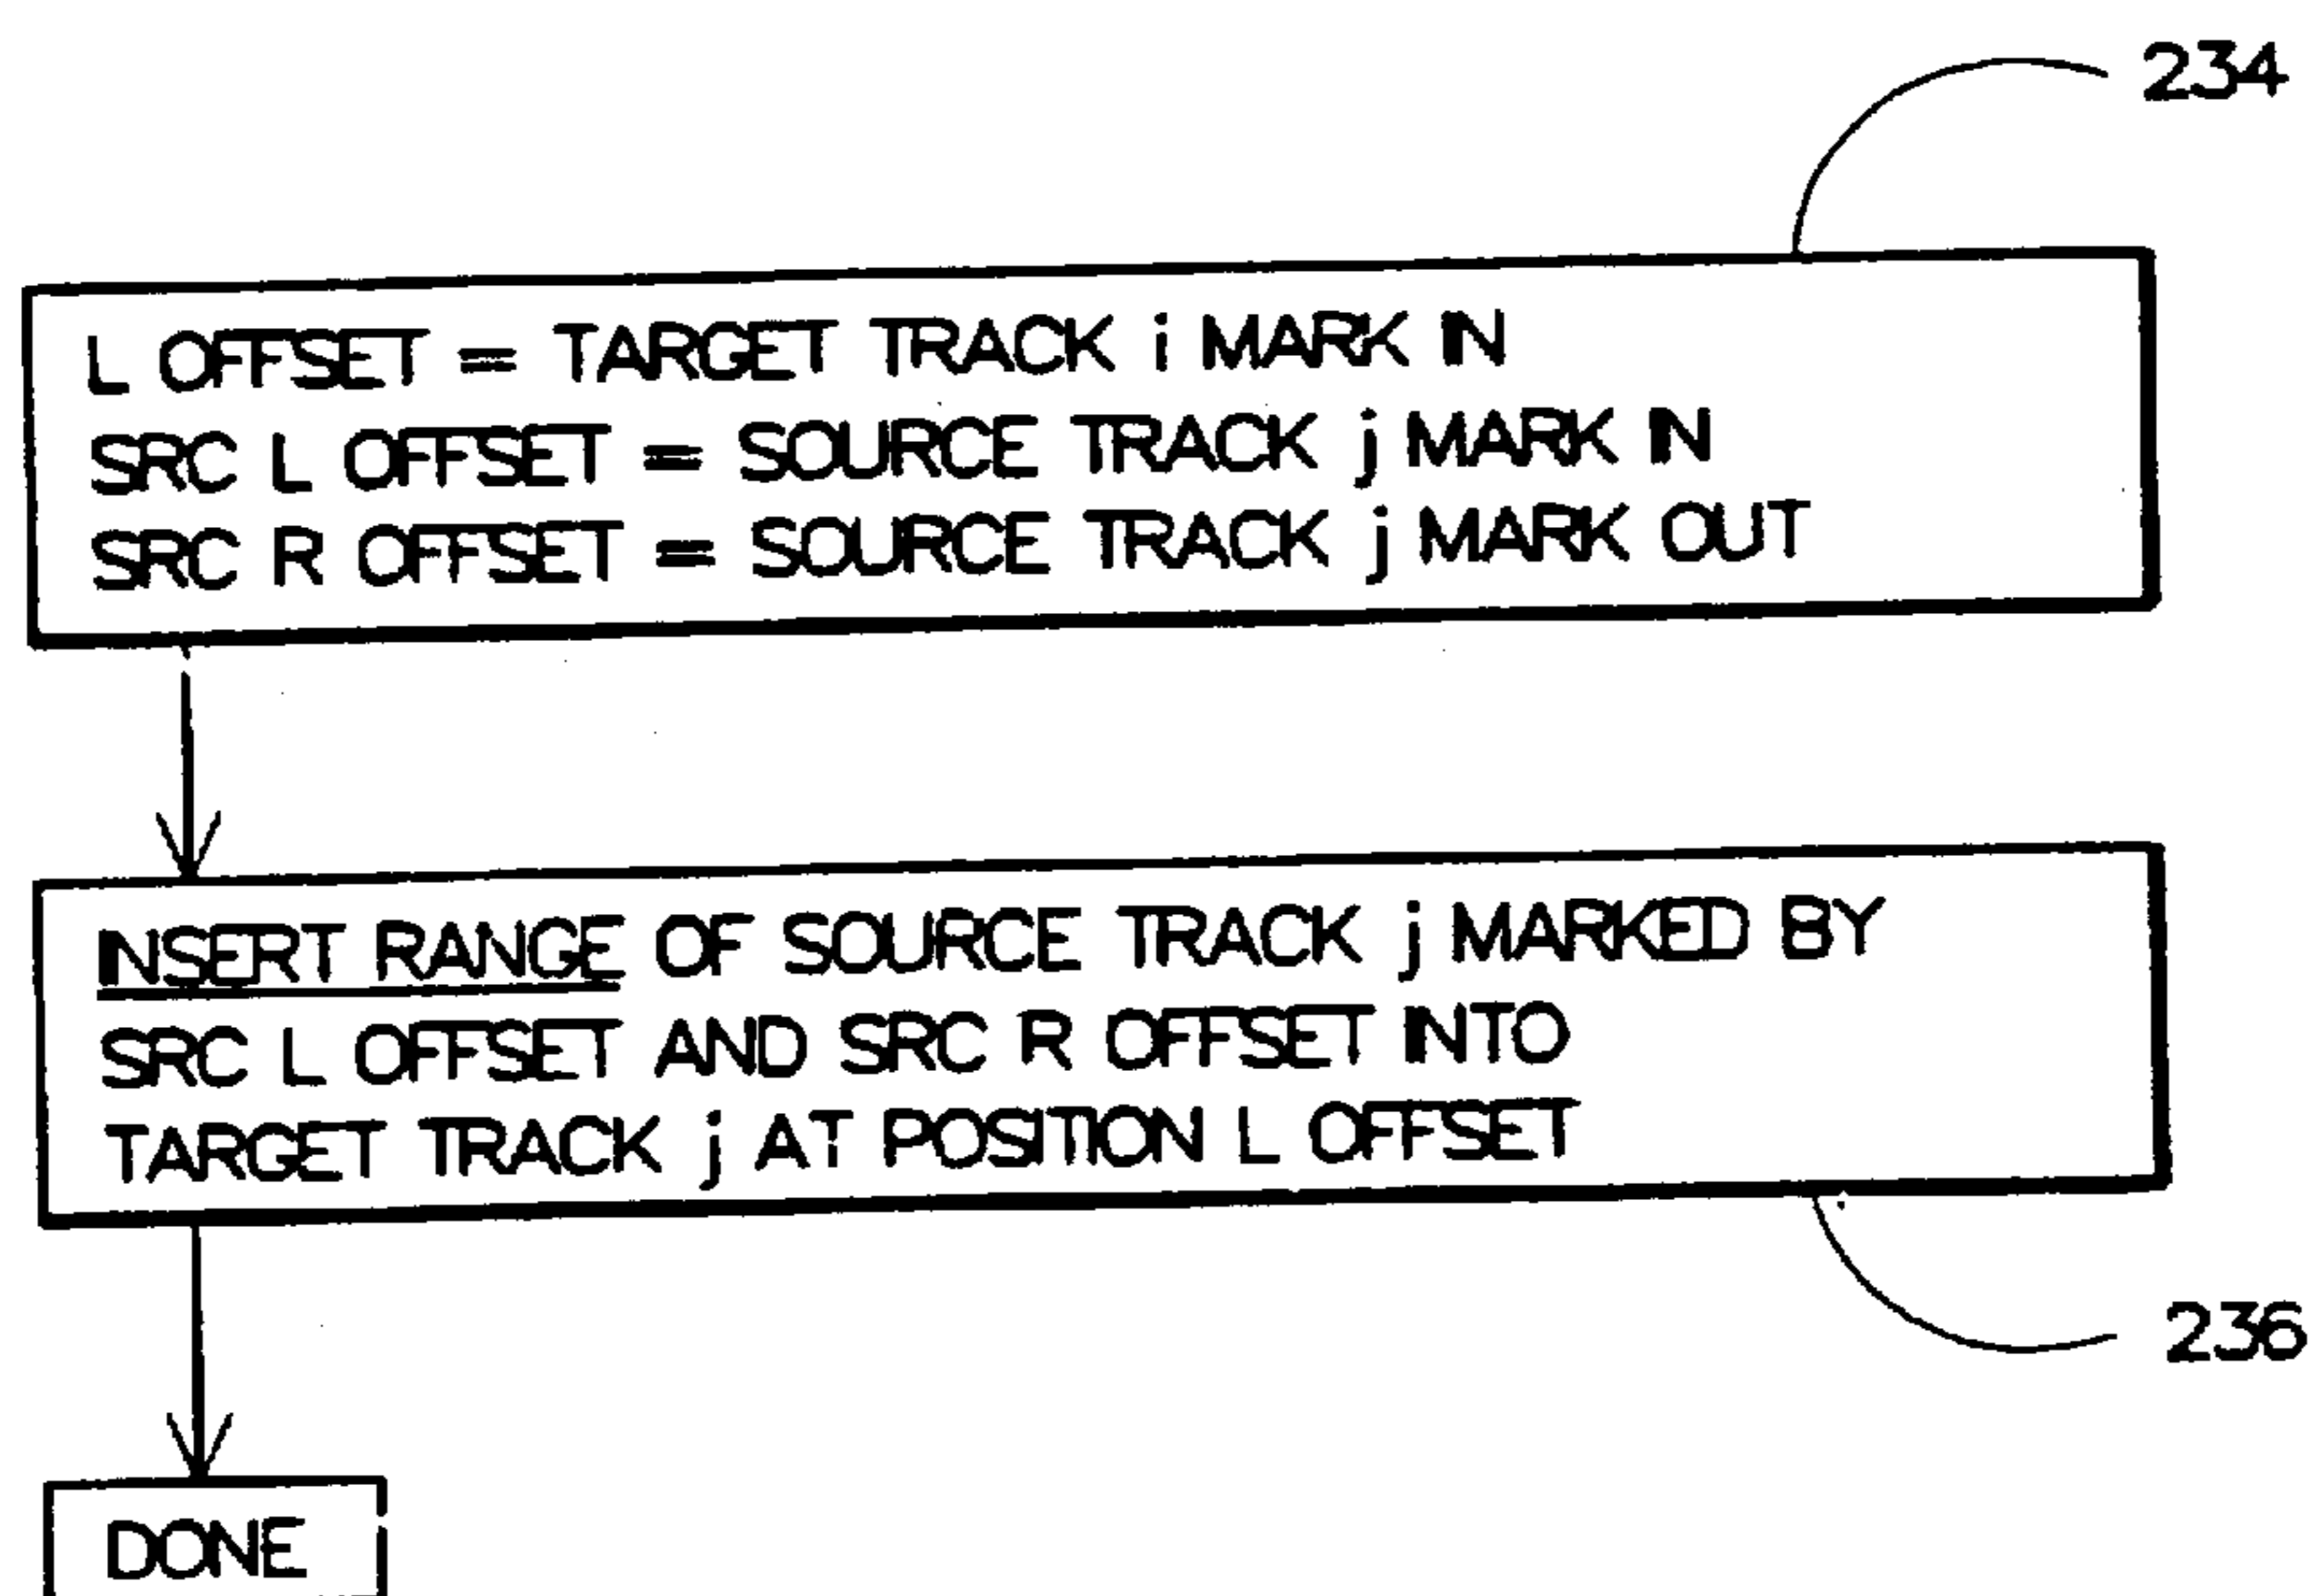 234
L OFFSET = TARGET TRACK i MARK IN
SRC L OFFSET = SOURCE TRACK j MARK IN
SRC R OFFSET = SOURCE TRACK j MARK OUT
INSERT RANGE OF SOURCE TRACK j MARKED BY
SRC L OFFSET AND SRC R OFFSET INTO
TARGET TRACK j AT POSITION L OFFSET
236
DONE